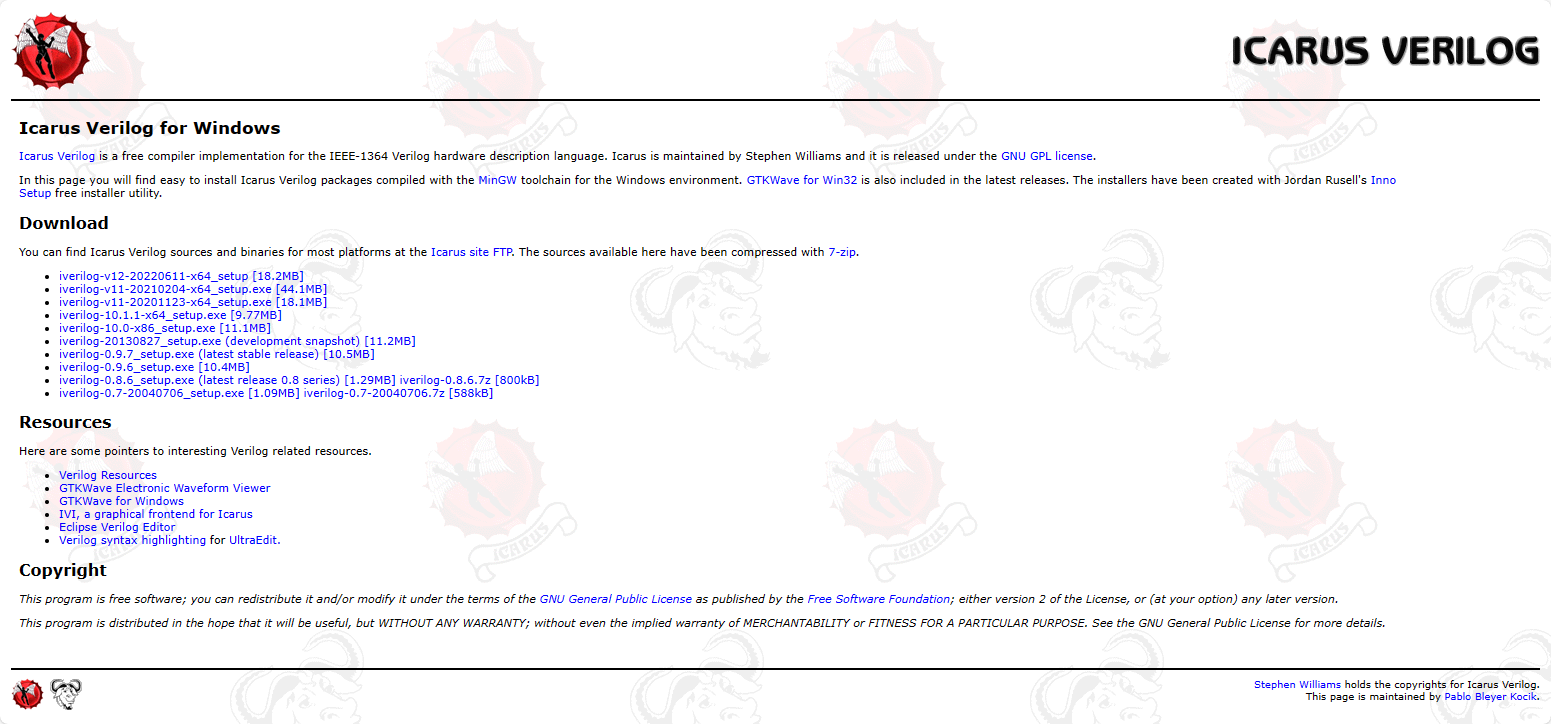 ICARUS VERILOG
Icarus Verilog for Windows
Icarus Verilog is a free compiler implementation for the IEEE-1364 Verilog hardware description language. Icarus is maintained by Stephen Williams and it is released under the GNU GPL license.
In this page you will find easy to install Icarus Verilog packages compiled with the MinGW toolchain for the Windows environment. GTKWave for Win32 is also included in the latest releases. The installers have been created with Jordan Rusell's Inno
Setup free installer utility.
Download
You can find Icarus Verilog sources and binaries for most platforms at the Icarus site FTP. The sources available here have been compressed with 7-zip.
iverilog-v12-20220611-x64_setup [18.2MB]
iverilog-v11-20210204-x64_setup.exe [44.1MB]
iverilog-v11-20201123-x64_setup.exe [18.1MB]
iverilog-10.1.1-x64_setup.exe [9.77MB]
iverilog-10.0-x86_setup.exe [11.1MB]
iverilog-20130827_setup.exe (development snapshot) [11.2MB]
iverilog-0.9.7_setup.exe (latest stable release) [10.5MB]
iverilog-0.9.6_setup.exe [10.4MB]
iverilog-0.8.6_setup.exe (latest release 0.8 series) [1.29MB] iverilog-0.8.6.7z [800kB]
iverilog-0.7-20040706_setup.exe [1.09MB] iverilog-0.7-20040706.7z [588kB]
Resources
Here are some pointers to interesting Verilog related resources.
Verilog Resources
GTKWave Electronic Waveform Viewer
GTKWave for Windows
IVI, a graphical frontend for Icarus
Eclipse Verilog Editor
Verilog syntax highlighting for UltraEdit.
Copyright
This program is free software; you can redistribute it and/or modify it under the terms of the GNU General Public License as published by the Free Software Foundation; either version 2 of the License, or (at your option) any later version.
This program is distributed in the hope that it will be useful, but WITHOUT ANY WARRANTY; without even the implied warranty of MERCHANTABILITY or FITNESS FOR A PARTICULAR PURPOSE. See the GNU General Public License for more details.
Stephen Williams holds the copyrights for Icarus Verilog.
This page is maintained by Pablo Bleyer Kocik.
ICARUS
ICARUS
ICARUS
ICARUS
ICARUS
ICARUS
ICARUS
ICARUS